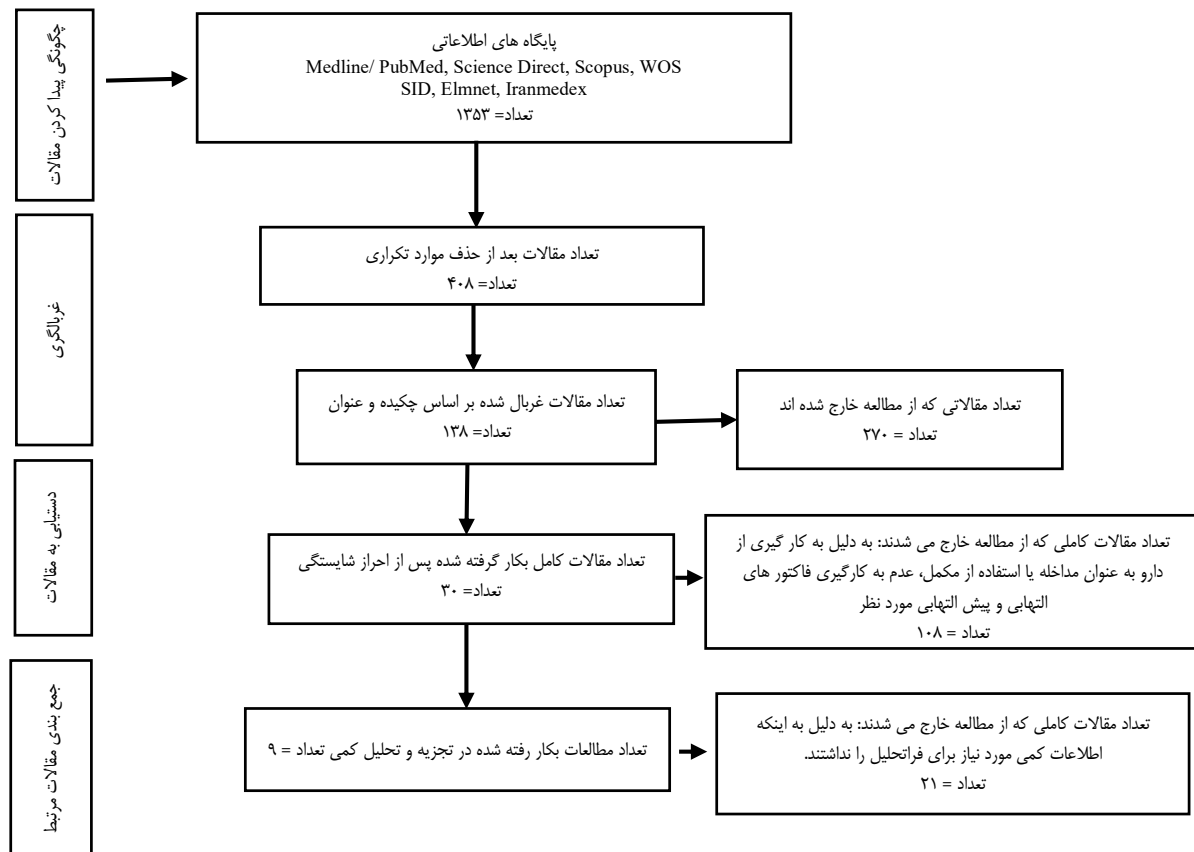 چگونگی پیدا کردن مقالات
پایگاه های اطلاعاتی
Medline/ PubMed, Science Direct, Scopus, WOS
SID, Elmnet, Iranmedex
تعداد= ۱۳۵۳
غربالگری
تعداد مقالات بعد از حذف موارد تکراری
تعداد= ۴۰۸
تعداد مقالات غربال شده بر اساس چکیده و عنوان
تعداد= ۱۳۸
تعداد مقالاتی که از مطالعه خارج شده اند
تعداد = ۲۷۰
دستیابی به مقالات
تعداد مقالات کامل بکار گرفته شده پس از احراز شایستگی
تعداد= ۳۰
تعداد مقالات کاملی که از مطالعه خارج می شدند: به دلیل به کار گیری از
دارو به عنوان مداخله یا استفاده از مکمل، عدم به کارگیری فاکتور های
التهابی و پیش التهابی مورد نظر
تعداد = ۱۰۸
جمع بندی مقالات مرتبط
تعداد مطالعات بکار رفته شده در تجزیه و تحلیل کمی تعداد = ۹
تعداد مقالات کاملی که از مطالعه خارج می شدند: به دلیل به اینکه
اطلاعات کمی مورد نیاز برای فراتحلیل را نداشتند.
تعداد = ۲۱